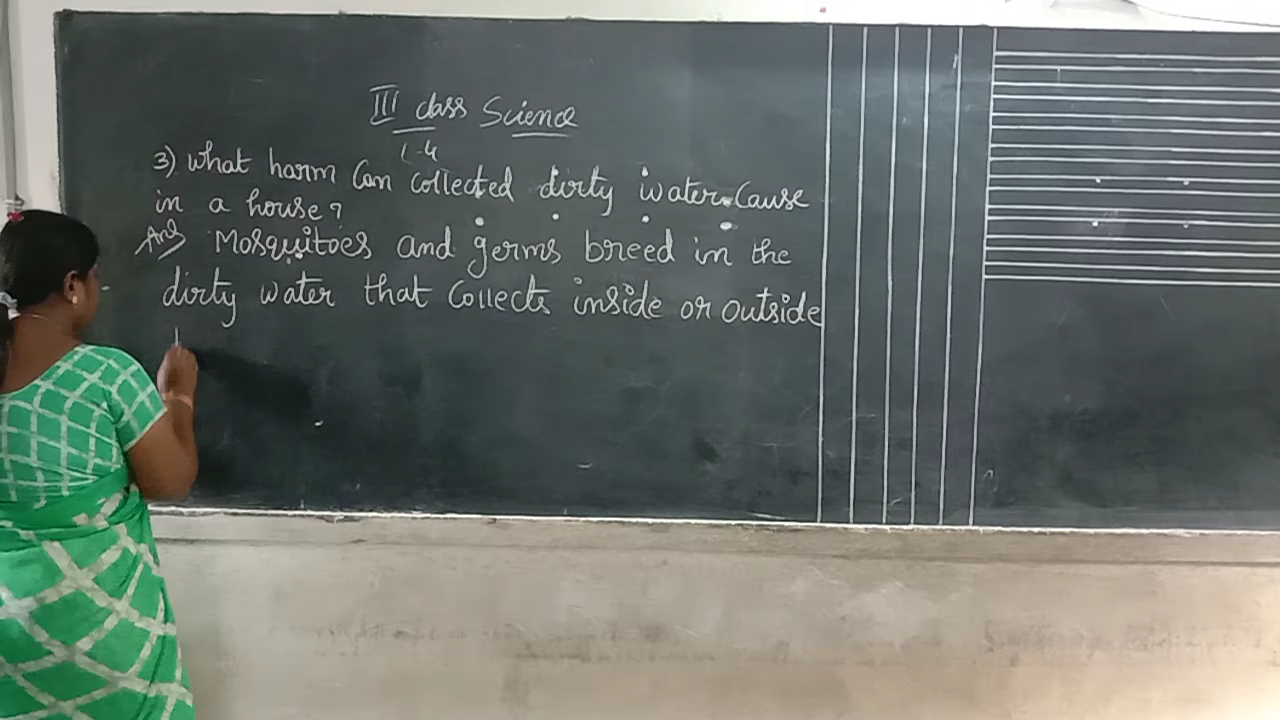 III class Science
L-4
3) What harm Can collected dirty water Cause
in a house?
Ans Mosquitoes and germs breed in the
dirty water that Collects inside or outside